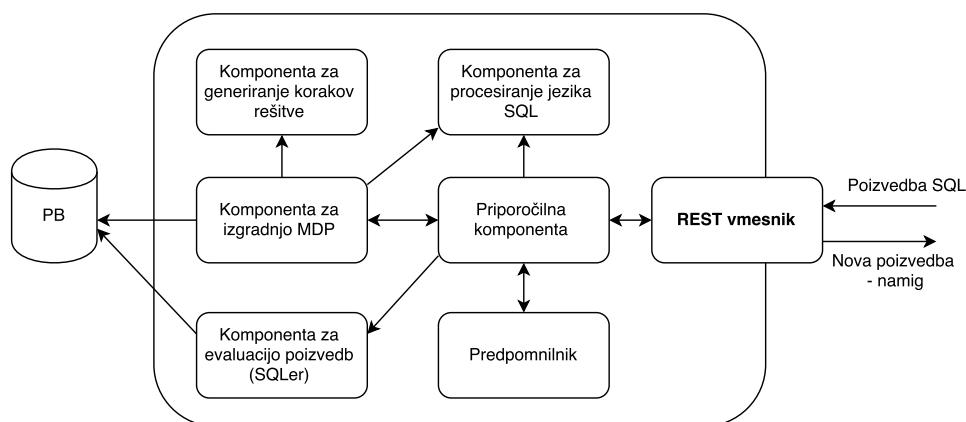 Komponenta za
generiranje korakov
rešitve
Komponenta za
procesiranje jezika
SQL
PB
Komponenta za
izgradnjo MDP
Priporočilna
komponenta
REST vmesnik
Poizvedba SQL
Nova poizvedba
- namig
Komponenta za
evaluacijo poizvedb
(SQLer)
Predpomnilnik